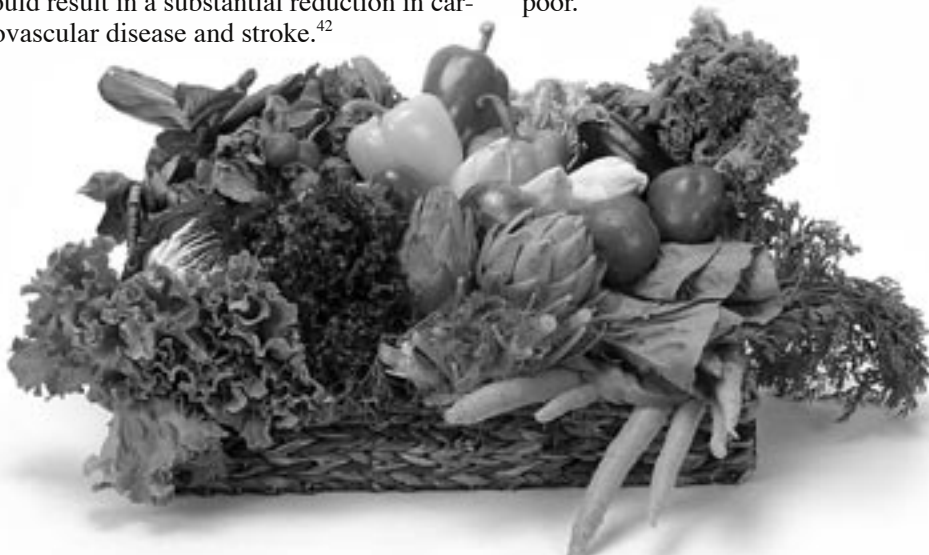 ould result in a substantial reduction in car-
ovascular disease and stroke.42
poor.